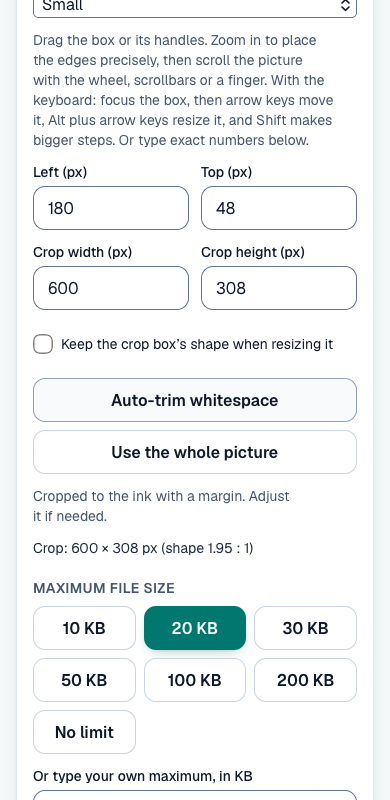 Small
Drag the box or its handles. Zoom in to place
the edges precisely, then scroll the picture
with the wheel, scrollbars or a finger. With the
keyboard: focus the box, then arrow keys move
it, Alt plus arrow keys resize it, and Shift makes
bigger steps. Or type exact numbers below.
Left (px) Top (px)
180 48
Crop width (px) Crop height (px)
600 308
Keep the crop box’s shape when resizing it
Auto-trim whitespace
Use the whole picture
Cropped to the ink with a margin. Adjust
it if needed.
Crop: 600 × 308 px (shape 1.95 : 1)
MAXIMUM FILE SIZE
10 KB 20 KB 30 KB
50 KB 100 KB 200 KB
No limit
Or type your own maximum, in KB